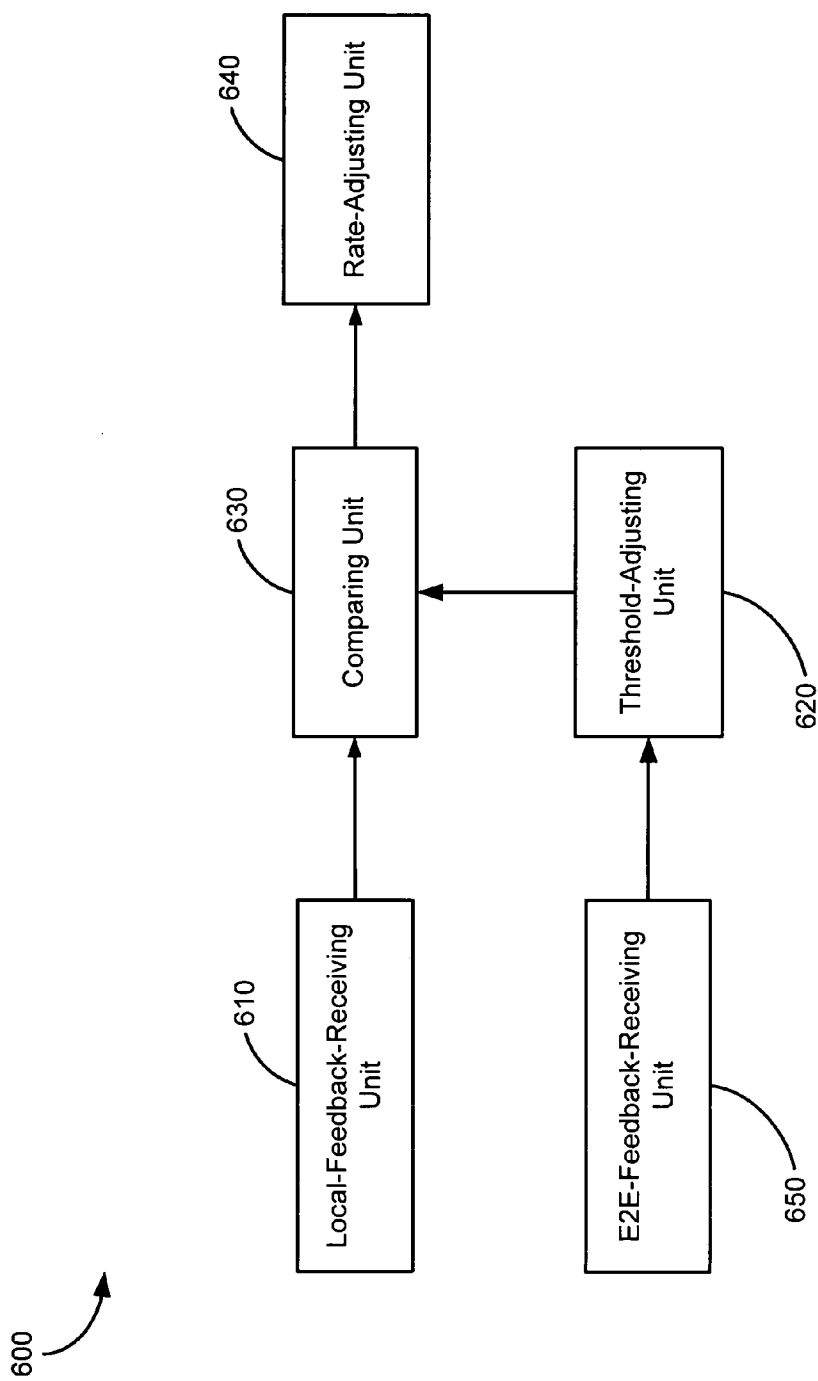 600
610
Local-Feedback-Receiving
Unit
630
Comparing Unit
640
Rate-Adjusting Unit
E2E-Feedback-Receiving
Unit
650
Threshold-Adjusting
Unit
620